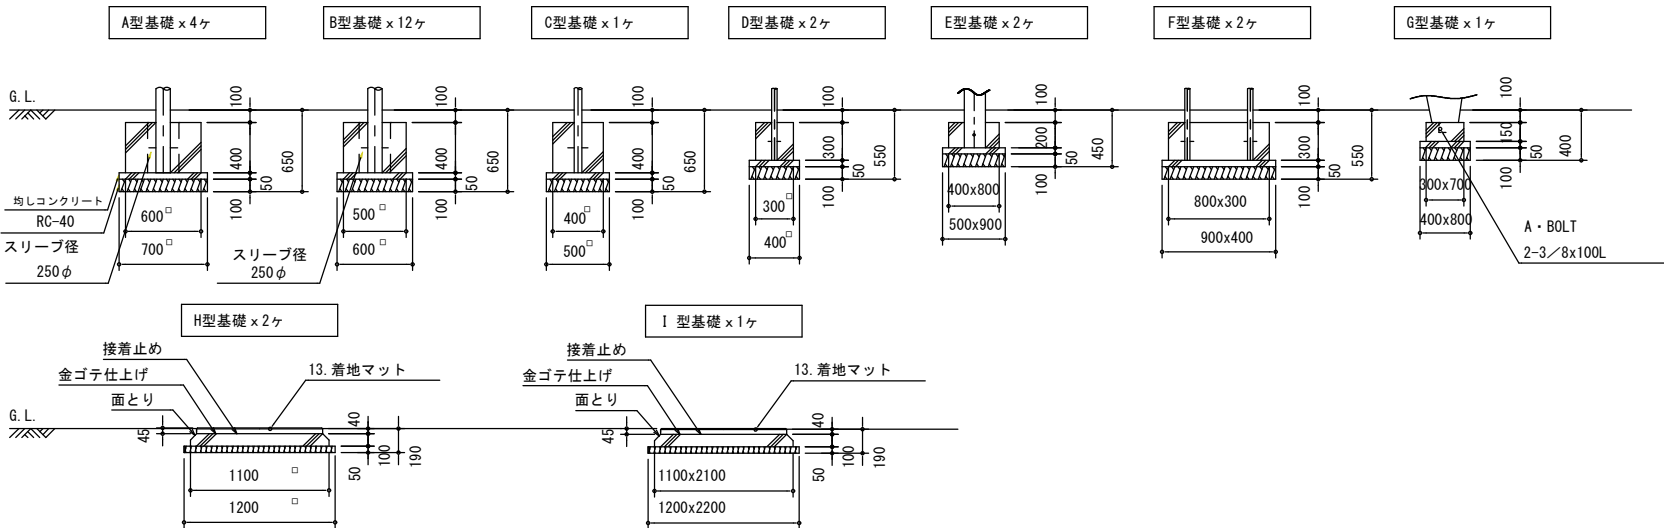 A型基礎 x 4ヶ
B型基礎 x 12ヶ
C型基礎 x 1ヶ
D型基礎 x 2ヶ
E型基礎 x 2ヶ
F型基礎 x 2ヶ
G型基礎 x 1ヶ
G.L.
100
400
650
50
100
600□
700□
均しコンクリート
RC-40
スリーブ径
250φ
100
400
650
50
100
500□
600□
スリーブ径
250φ
100
400
650
50
100
400□
500□
100
300
550
50
100
300□
400□
100
200
450
50
100
400x800
500x900
100
300
550
50
100
800x300
900x400
100
150
400
50
100
300x700
400x800
A・BOLT
2-3/8x100L
H型基礎 x 2ヶ
接着止め
金ゴテ仕上げ
面とり
13.着地マット
G.L.
45
40
100
190
50
1100 □
1200 □
I 型基礎 x 1ヶ
接着止め
金ゴテ仕上げ
面とり
13.着地マット
45
40
100
190
50
1100x2100
1200x2200